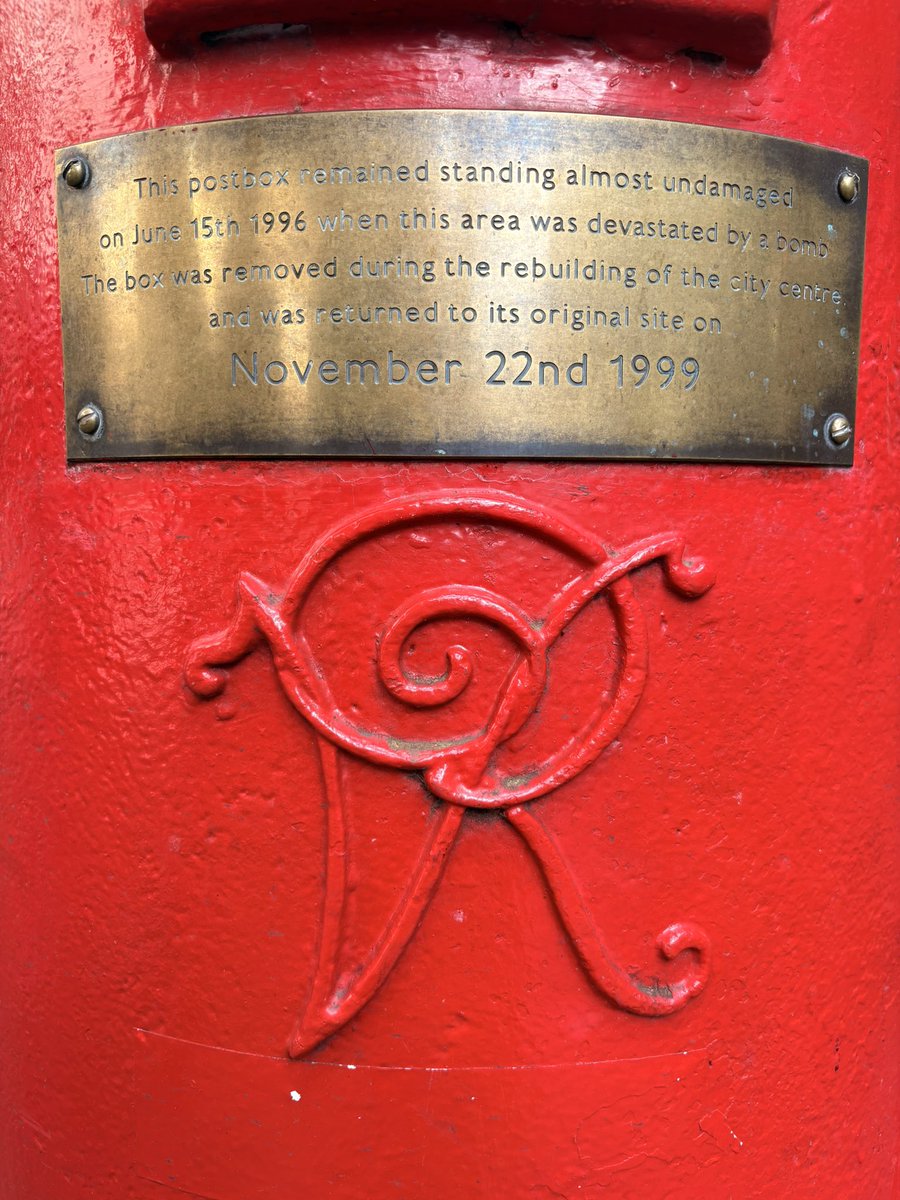 This postbox remained standing almost undamaged
on June 15th 1996 when this area was devastated by a bomb
The box was removed during the rebuilding of the city centre
and was returned to its original site on
November 22nd 1999
VR